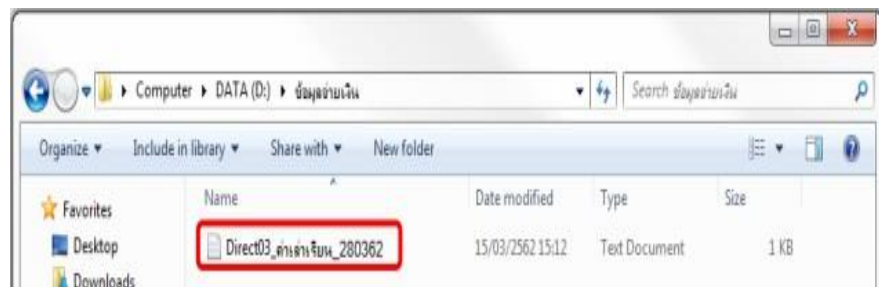 Computer ▸ DATA (D:) ▸ ข้อมูลจ่ายเงิน
Search ข้อมูลจ่ายเงิน
Organize Include in library Share with New folder
Favorites Name Date modified Type Size
Desktop Direct03_ค่าเล่าเรียน_280362 15/03/2562 15:12 Text Document 1 KB
Downloads